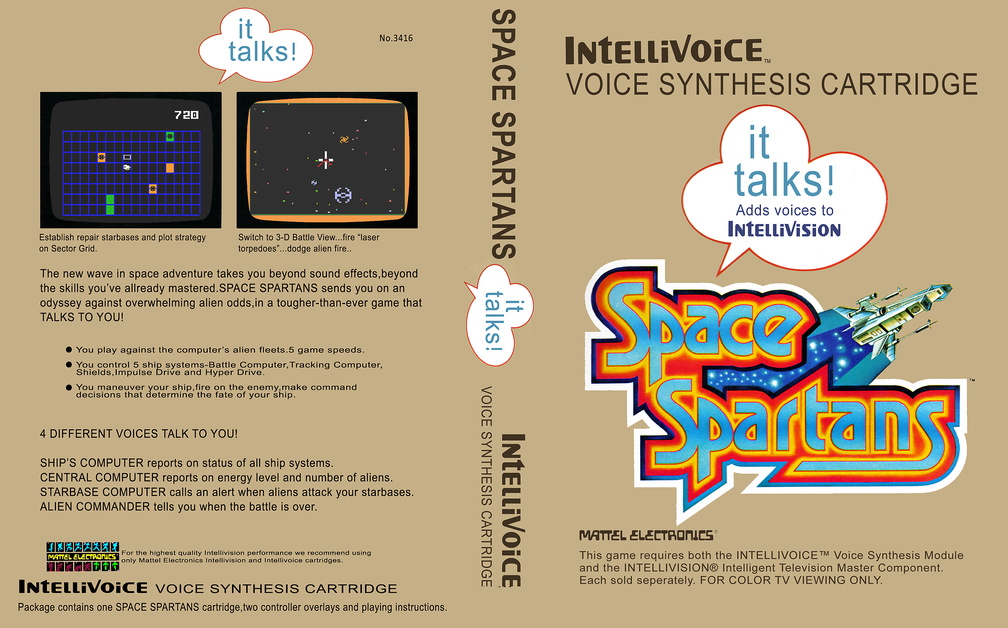 it
talks!
No.3416
720
Establish repair starbases and plot strategy
on Sector Grid.
Switch to 3-D Battle View...fire "laser
torpedoes"...dodge alien fire..
The new wave in space adventure takes you beyond sound effects,beyond
the skills you've allready mastered.SPACE SPARTANS sends you on an
odyssey against overwhelming alien odds,in a tougher-than-ever game that
TALKS TO YOU!
● You play against the computer's alien fleets.5 game speeds.
● You control 5 ship systems-Battle Computer,Tracking Computer,
Shields,Impulse Drive and Hyper Drive.
● You maneuver your ship,fire on the enemy,make command
decisions that determine the fate of your ship.
4 DIFFERENT VOICES TALK TO YOU!
SHIP'S COMPUTER reports on status of all ship systems.
CENTRAL COMPUTER reports on energy level and number of aliens.
STARBASE COMPUTER calls an alert when aliens attack your starbases.
ALIEN COMMANDER tells you when the battle is over.
MATTEL ELECTRONICS
For the highest quality Intellivision performance we recommend using
only Mattel Electronics Intellivision and Intellivoice cartridges.
INTELLIVOICE VOICE SYNTHESIS CARTRIDGE
Package contains one SPACE SPARTANS cartridge,two controller overlays and playing instructions.
SPACE SPARTANS
it
talks!
INTELLIVOICE
VOICE SYNTHESIS CARTRIDGE
INTELLIVOICE™
VOICE SYNTHESIS CARTRIDGE
it
talks!
Adds voices to
INTELLIVISION
Space
Spartans™
MATTEL ELECTRONICS®
This game requires both the INTELLIVOICE™ Voice Synthesis Module
and the INTELLIVISION® Intelligent Television Master Component.
Each sold seperately. FOR COLOR TV VIEWING ONLY.